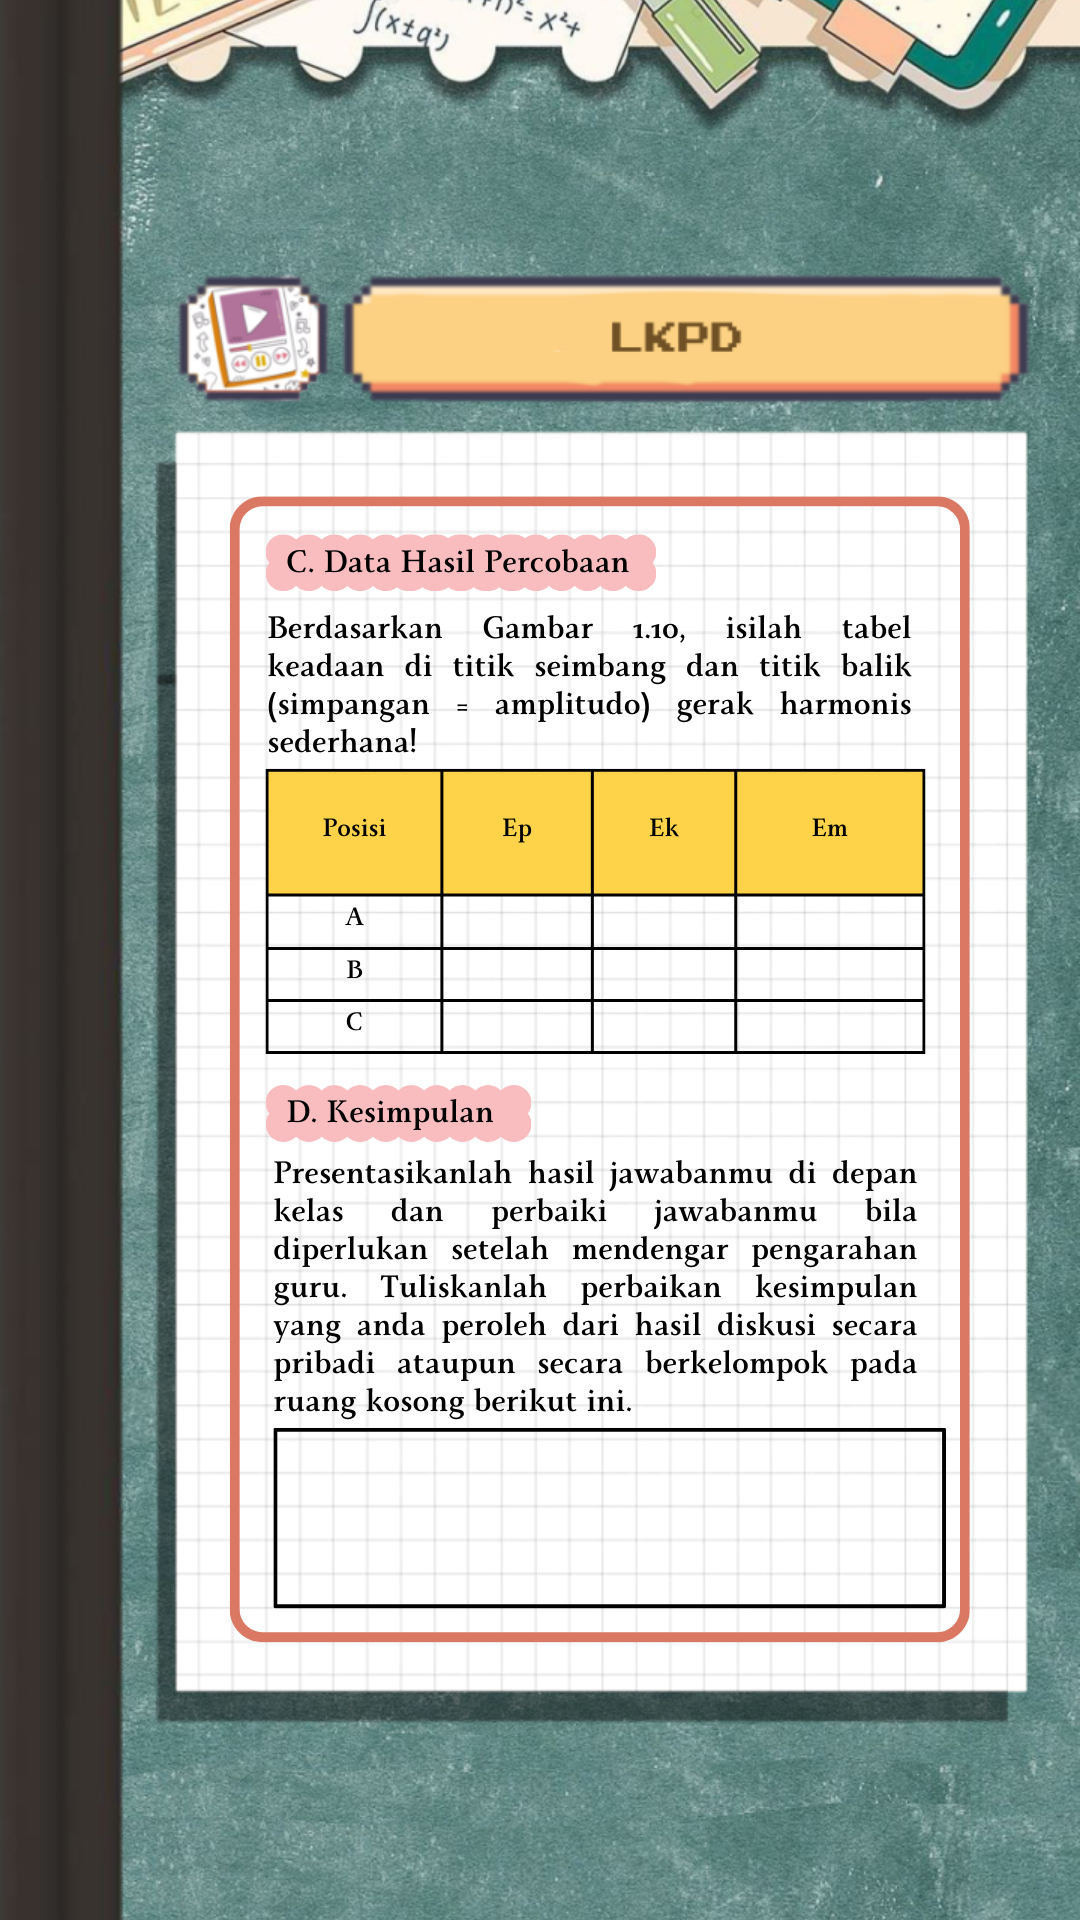 ∫(x±a²)
²= x²+
LKPD
C. Data Hasil Percobaan
Berdasarkan Gambar 1.10, isilah tabel
keadaan di titik seimbang dan titik balik
(simpangan = amplitudo) gerak harmonis
sederhana!
Posisi Ep Ek Em
A
B
C
D. Kesimpulan
Presentasikanlah hasil jawabanmu di depan
kelas dan perbaiki jawabanmu bila
diperlukan setelah mendengar pengarahan
guru. Tuliskanlah perbaikan kesimpulan
yang anda peroleh dari hasil diskusi secara
pribadi ataupun secara berkelompok pada
ruang kosong berikut ini.